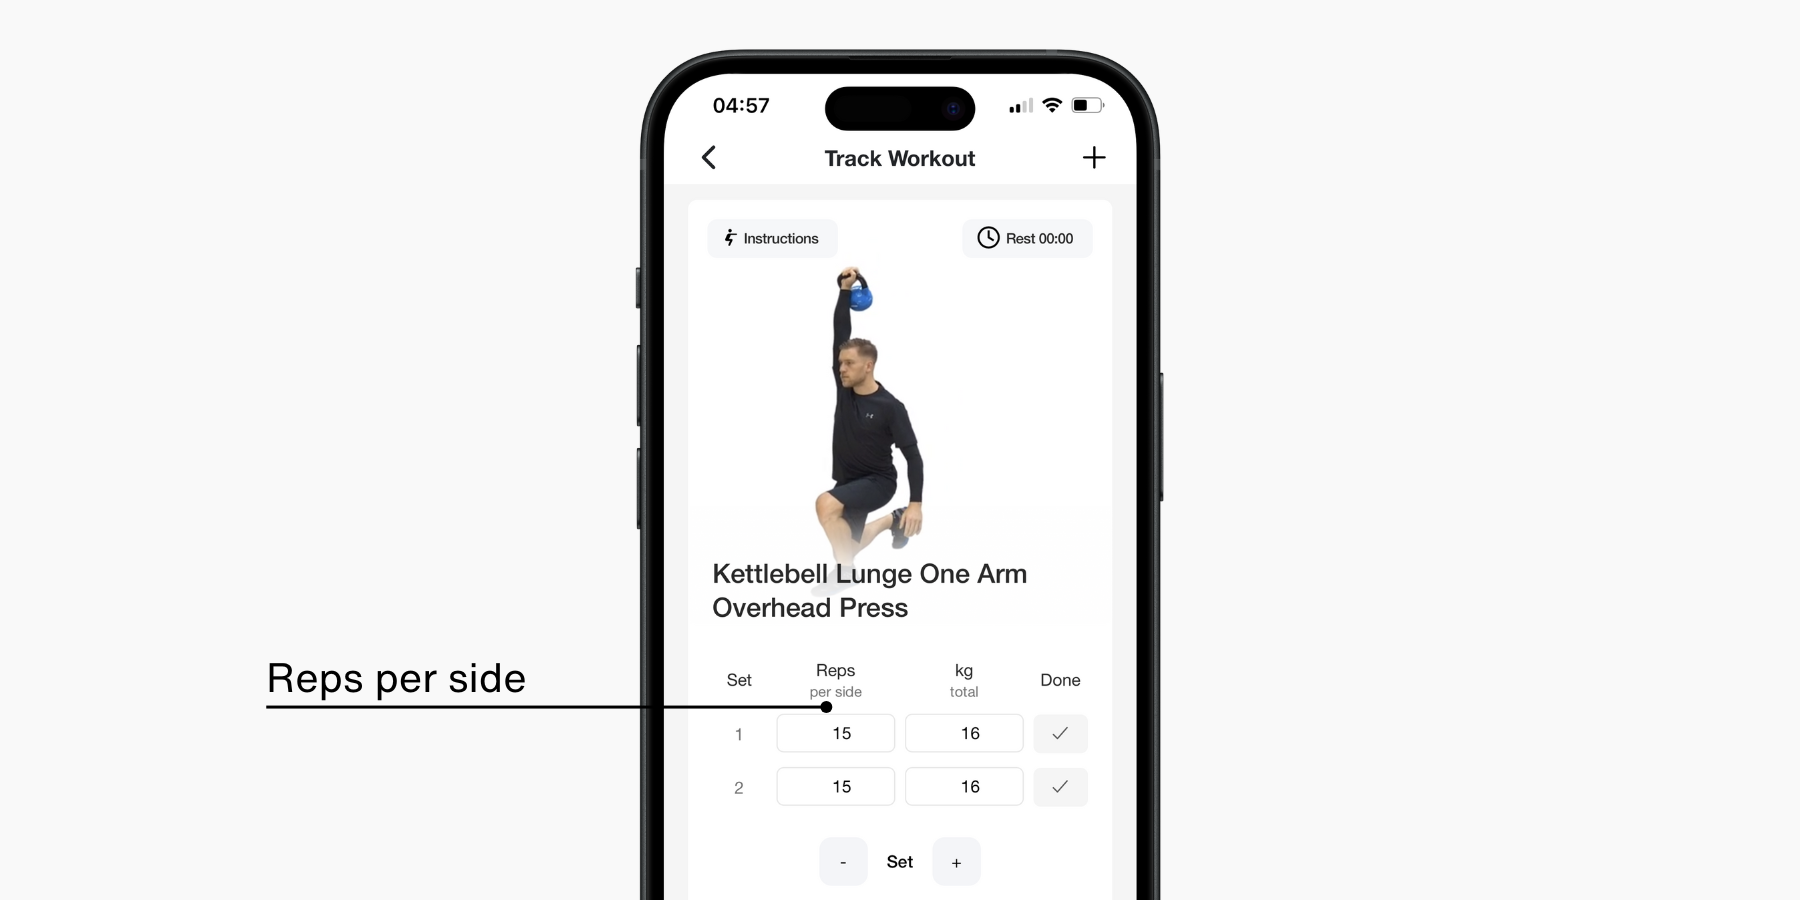 04:57
Track Workout
Instructions
Rest 00:00
Kettlebell Lunge One Arm
Overhead Press
Reps per side
Set Reps per side kg total Done
1 15 16
2 15 16
- Set +